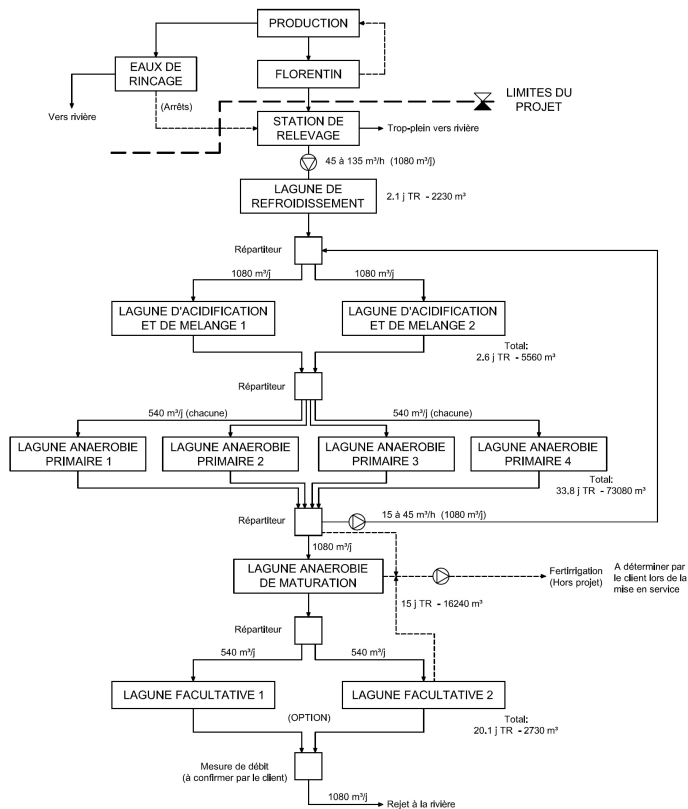 PRODUCTION
EAUX DE
RINCAGE
FLORENTIN
LIMITES DU
PROJET
(Arrêts)
Vers rivière
STATION DE
RELEVAGE
Trop-plein vers rivière
45 à 135 m³/h (1080 m³/j)
LAGUNE DE
REFROIDISSEMENT
2.1 j TR - 2230 m³
Répartiteur
1080 m³/j
1080 m³/j
LAGUNE D'ACIDIFICATION
ET DE MELANGE 1
LAGUNE D'ACIDIFICATION
ET DE MELANGE 2
Total:
2.6 j TR - 5560 m³
Répartiteur
540 m³/j (chacune)
540 m³/j (chacune)
LAGUNE ANAEROBIE
PRIMAIRE 1
LAGUNE ANAEROBIE
PRIMAIRE 2
LAGUNE ANAEROBIE
PRIMAIRE 3
LAGUNE ANAEROBIE
PRIMAIRE 4
Total:
33.8 j TR - 73080 m³
Répartiteur
15 à 45 m³/h (1080 m³/j)
1080 m³/j
LAGUNE ANAEROBIE
DE MATURATION
Fertirrigation
(Hors projet)
A déterminer par
le client lors de la
mise en service
15 j TR - 16240 m³
Répartiteur
540 m³/j
540 m³/j
LAGUNE FACULTATIVE 1
LAGUNE FACULTATIVE 2
(OPTION)
Total:
20.1 j TR - 2730 m³
Mesure de débit
(à confirmer par le client)
1080 m³/j
Rejet à la rivière